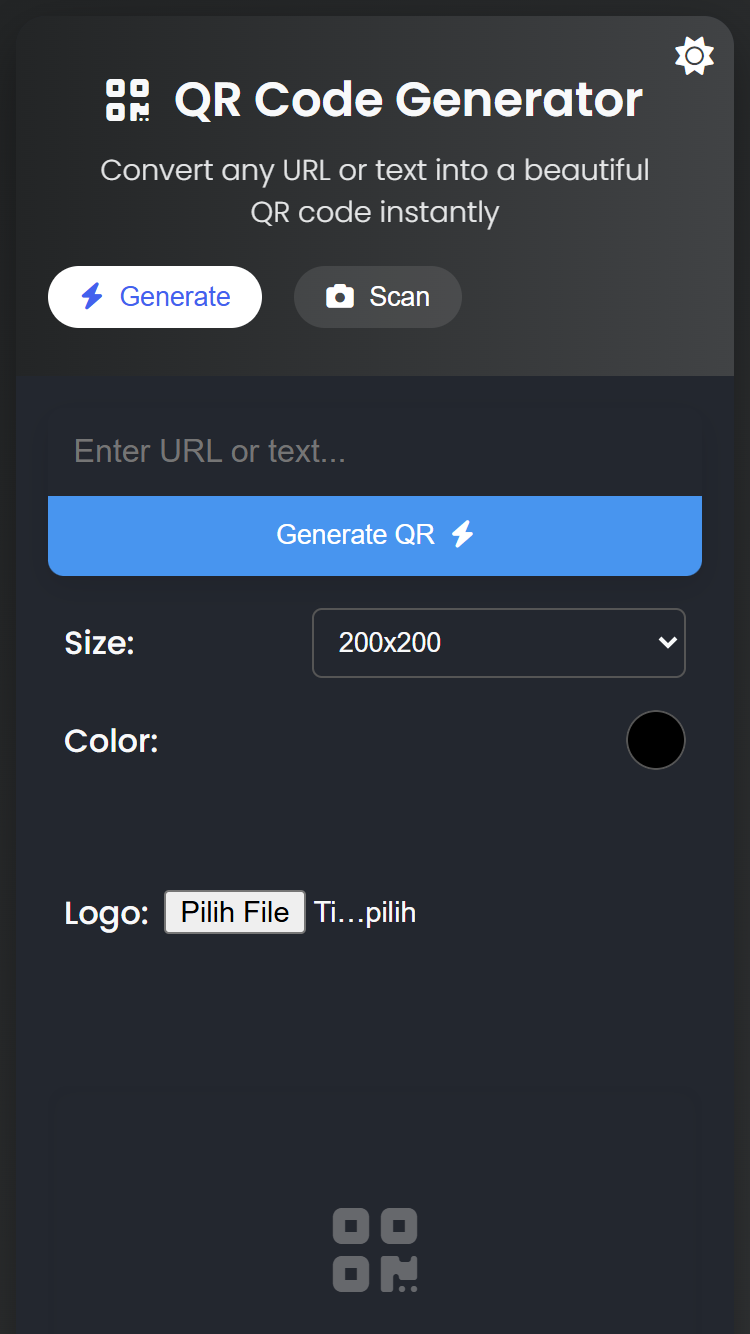 QR Code Generator
Convert any URL or text into a beautiful
QR code instantly
Generate
Scan
Enter URL or text...
Generate QR
Size:
200x200
Color:
Logo:
Pilih File
Ti…pilih